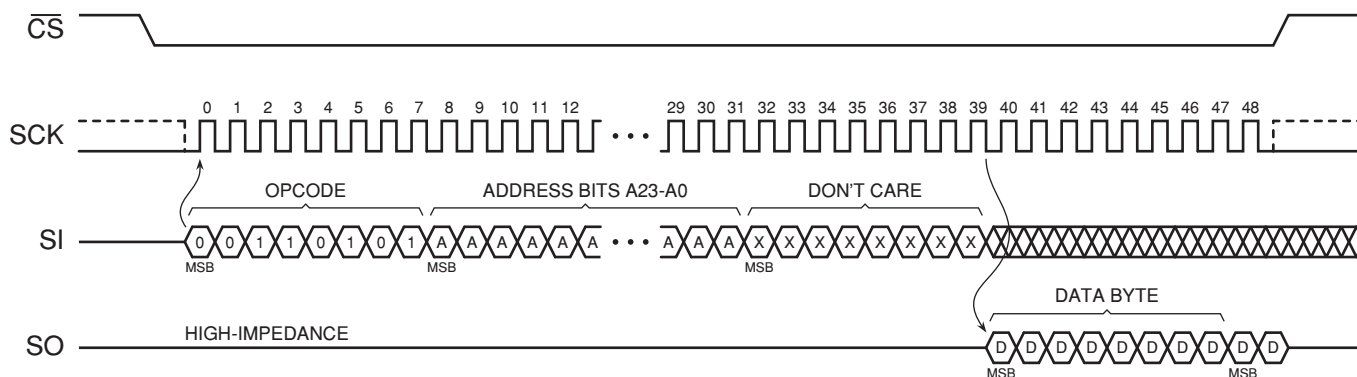 CS
0 1 2 3 4 5 6 7 8 9 10 11 12 29 30 31 32 33 34 35 36 37 38 39 40 41 42 43 44 45 46 47 48
SCK
OPCODE ADDRESS BITS A23-A0 DON'T CARE
SI 0 0 1 1 0 1 0 1 A A A A A A A A A X X X X X X X X
MSB MSB MSB
DATA BYTE
HIGH-IMPEDANCE
SO D D D D D D D D D D
MSB MSB